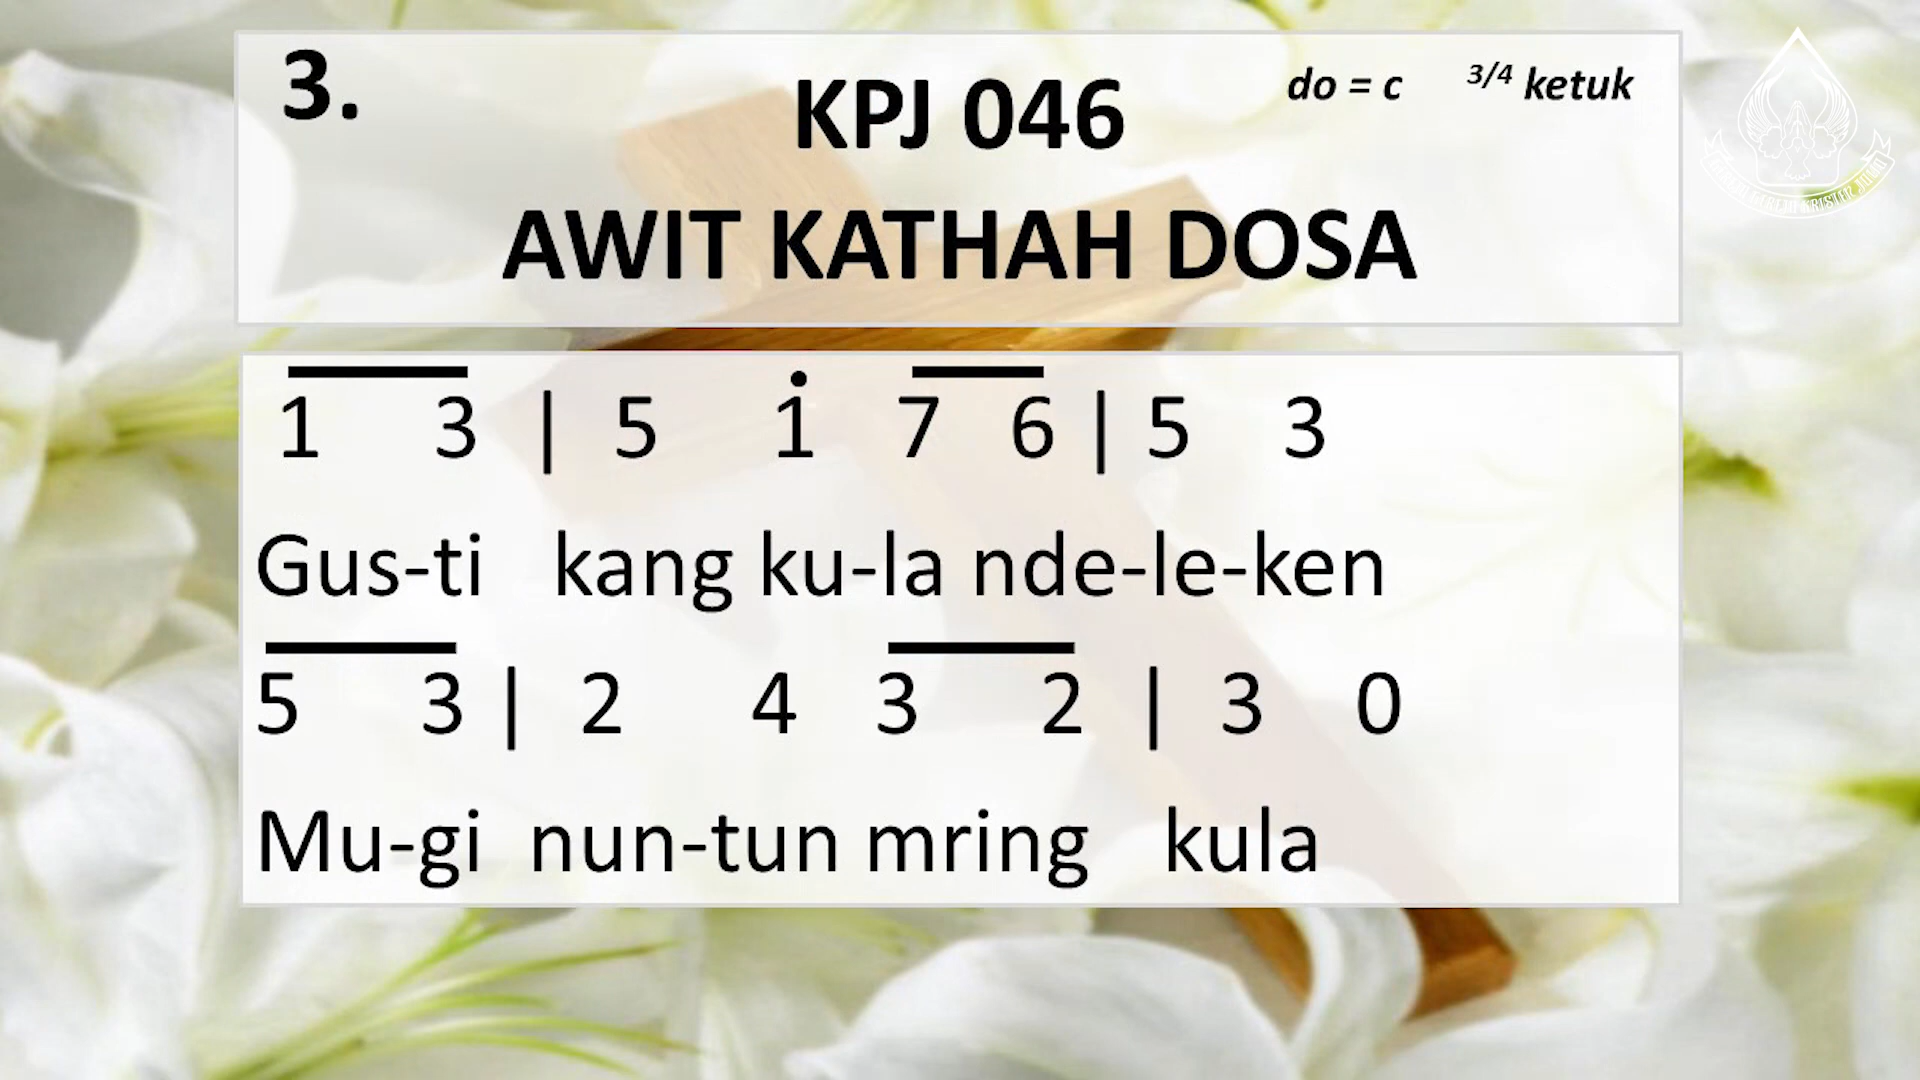 3.
KPJ 046
do = c 3/4 ketuk
AWIT KATHAH DOSA
1 3 | 5 1̇ 7 6 | 5 3
Gus-ti kang ku-la nde-le-ken
5 3 | 2 4 3 2 | 3 0
Mu-gi nun-tun mring kula